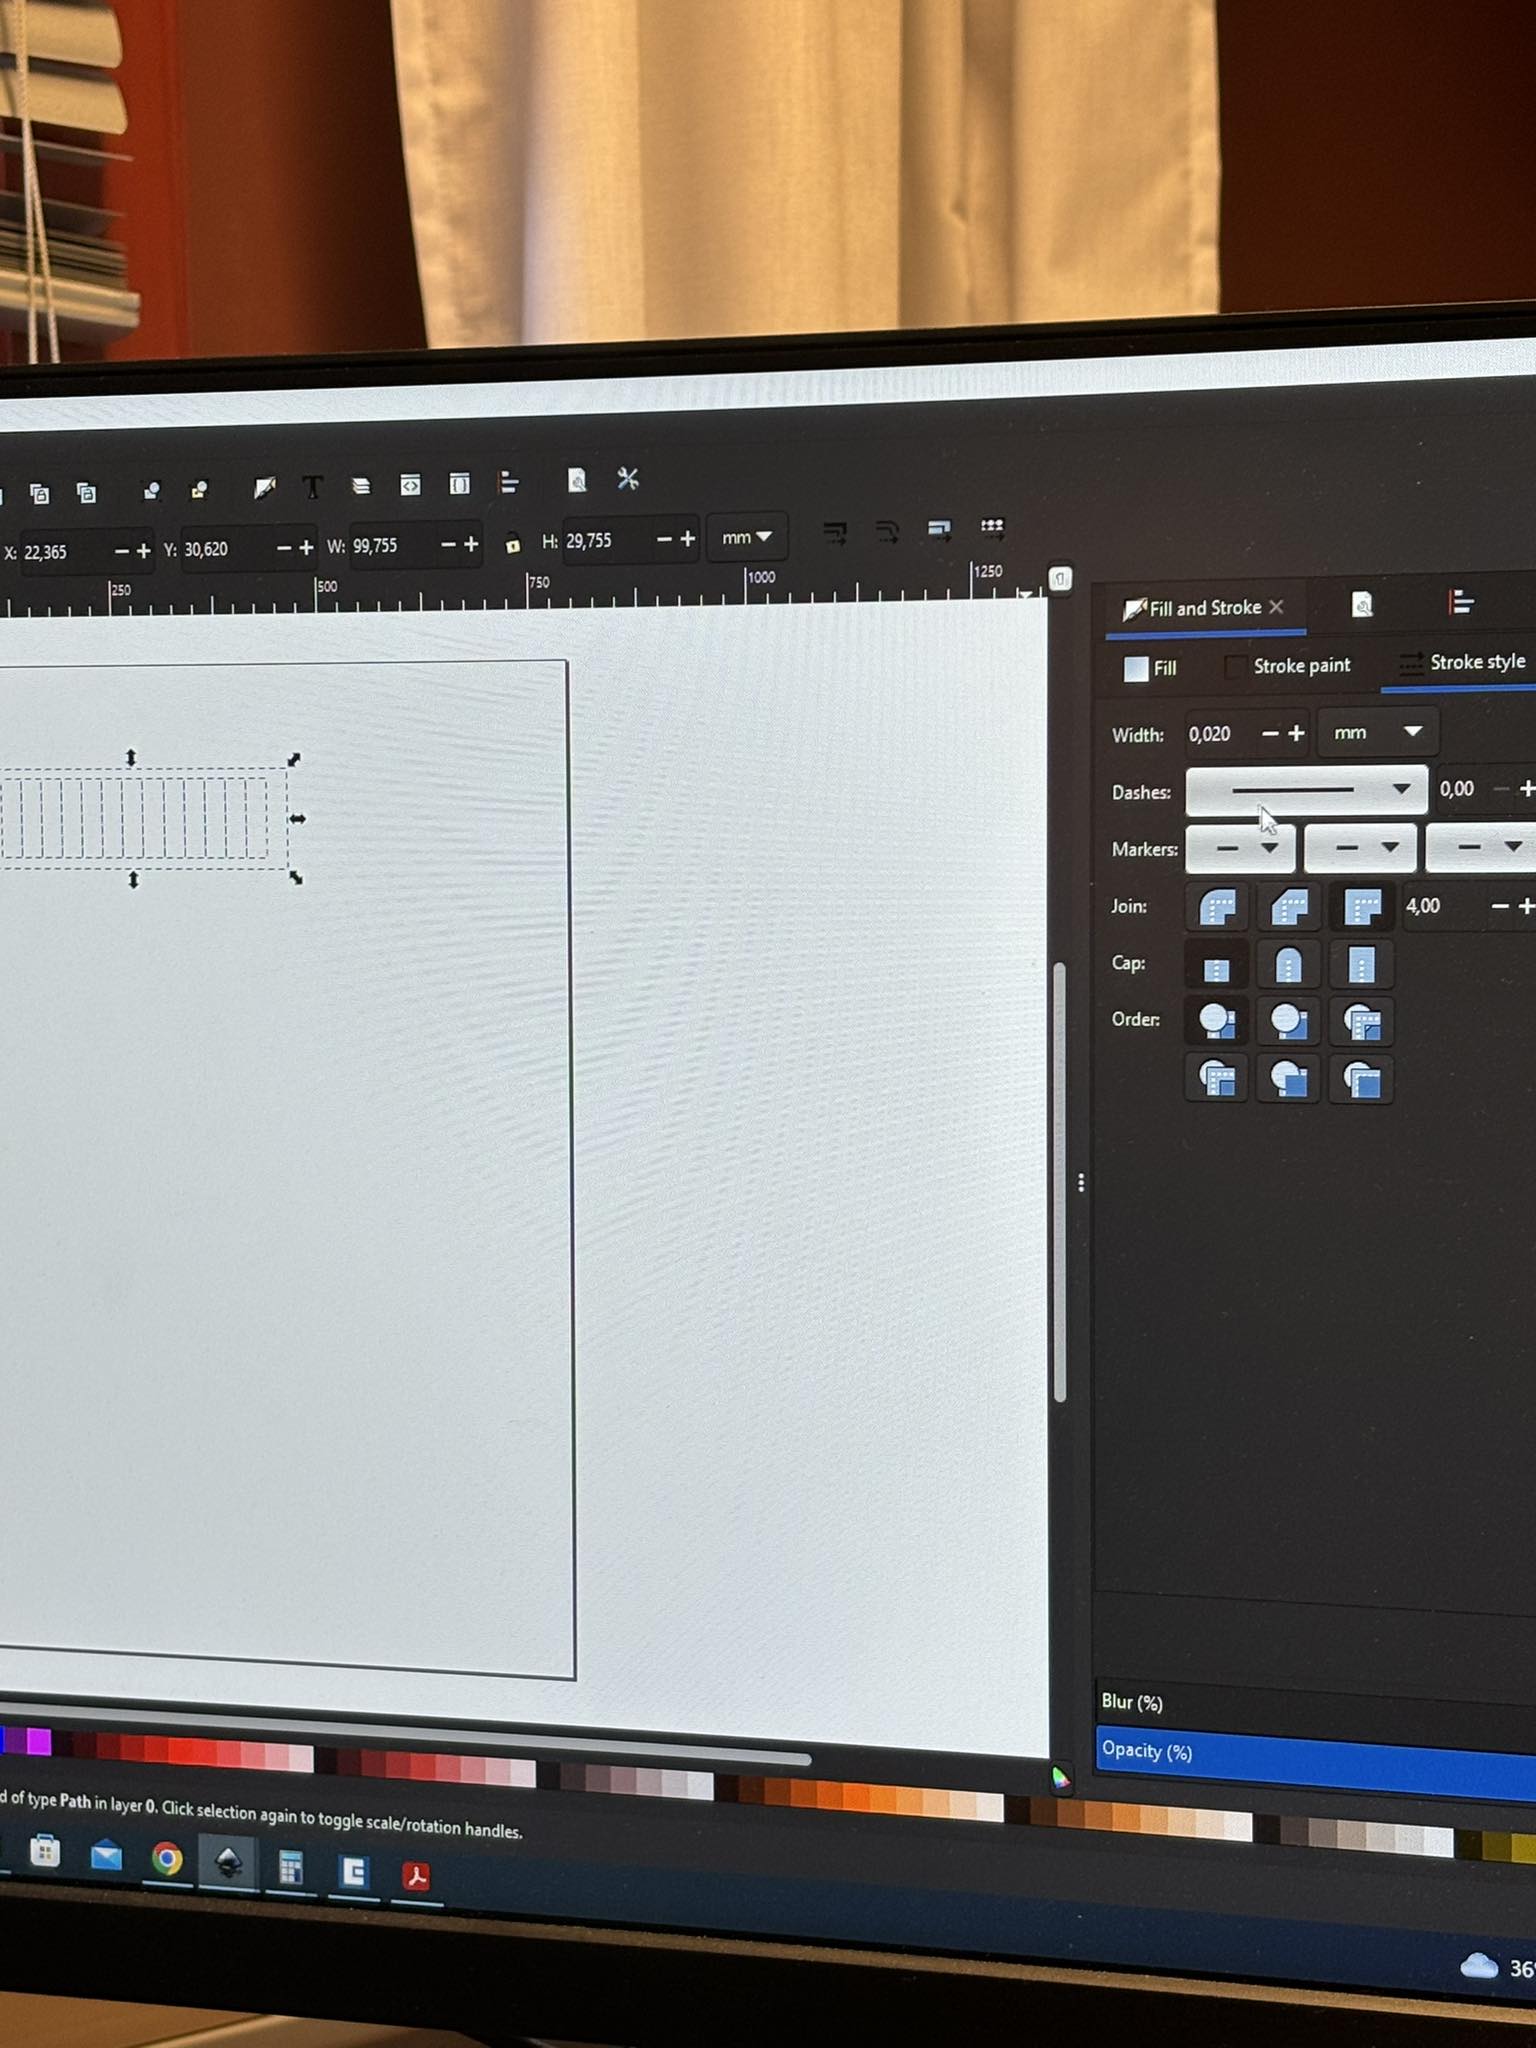 X: 22,365 Y: 30,620 W: 99,755 H: 29,755 mm
250 500 750 1000 1250
Fill and Stroke
Fill Stroke paint Stroke style
Width: 0,020 mm
Dashes: 0,00
Markers:
Join: 4,00
Cap:
Order:
Blur (%)
Opacity (%)
d of type Path in layer 0. Click selection again to toggle scale/rotation handles.
36°